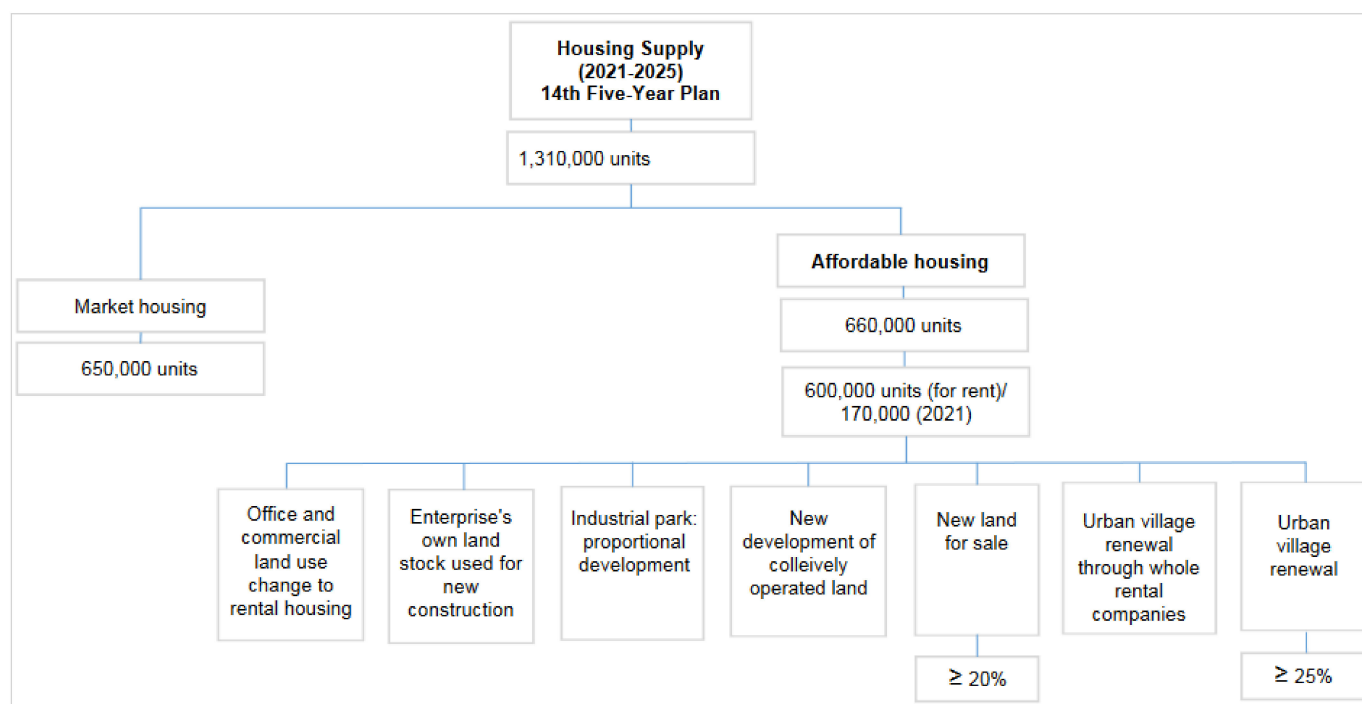 Housing Supply
(2021-2025)
14th Five-Year Plan
1,310,000 units
Affordable housing
Market housing
660,000 units
650,000 units
600,000 units (for rent)/
170,000 (2021)
Office and
commercial
land use
change to
rental housing
Enterprise's
own land
stock used for
new
construction
Industrial park:
proportional
development
New
development of
colleively
operated land
New land
for sale
Urban village
renewal
through whole
rental
companies
Urban
village
renewal
≥ 20%
≥ 25%